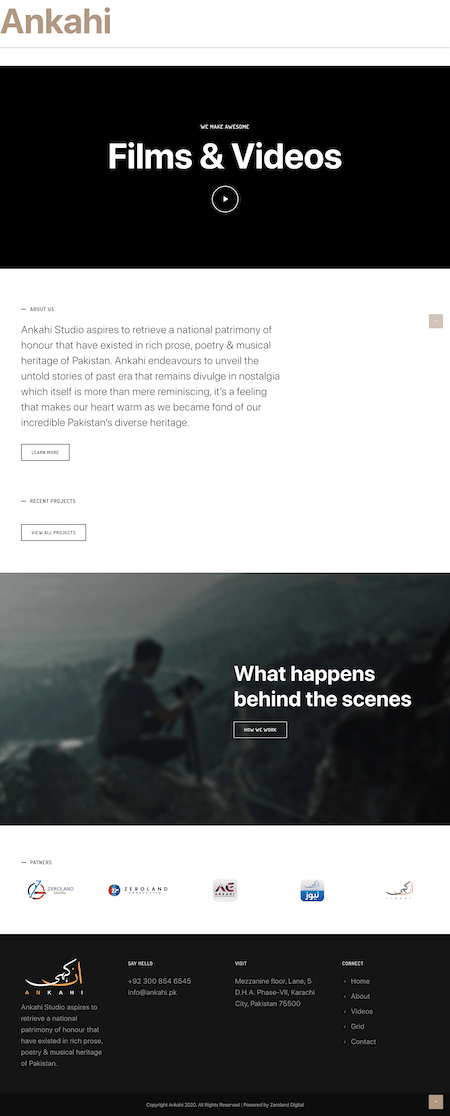 Ankahi
WE MAKE AWESOME
Films & Videos
ABOUT US
Ankahi Studio aspires to retrieve a national patrimony of
honour that have existed in rich prose, poetry & musical
heritage of Pakistan. Ankahi endeavours to unveil the
untold stories of past era that remains divulge in nostalgia
which itself is more than mere reminiscing, it's a feeling
that makes our heart warm as we became fond of our
incredible Pakistan's diverse heritage.
LEARN MORE
RECENT PROJECTS
VIEW ALL PROJECTS
What happens
behind the scenes
HOW WE WORK
PATNERS
ZEROLAND
DIGITAL
ZEROLAND
ANKAHI
نیوز
ANKAHI
Ankahi Studio aspires to
retrieve a national
patrimony of honour that
have existed in rich prose,
poetry & musical heritage
of Pakistan.
SAY HELLO
+92 300 854 6545
info@ankahi.pk
VISIT
Mezzanine floor, Lane, 5
D.H.A. Phase-VII, Karachi
City, Pakistan 75500
CONNECT
Home
About
Videos
Grid
Contact
Copyright Ankahi 2020. All Rights Reserved | Powered by Zeroland Digital